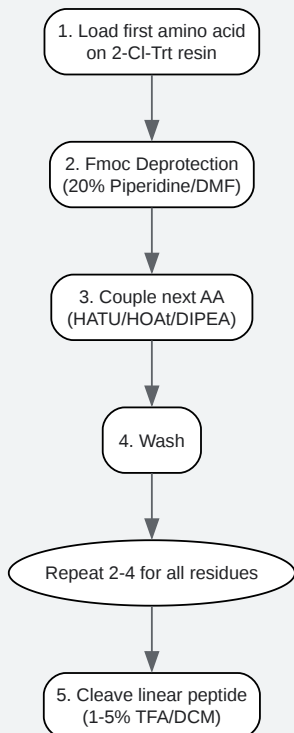 1. Load first amino acid
on 2-Cl-Trt resin
2. Fmoc Deprotection
(20% Piperidine/DMF)
3. Couple next AA
(HATU/HOAt/DIPEA)
4. Wash
Repeat 2-4 for all residues
5. Cleave linear peptide
(1-5% TFA/DCM)